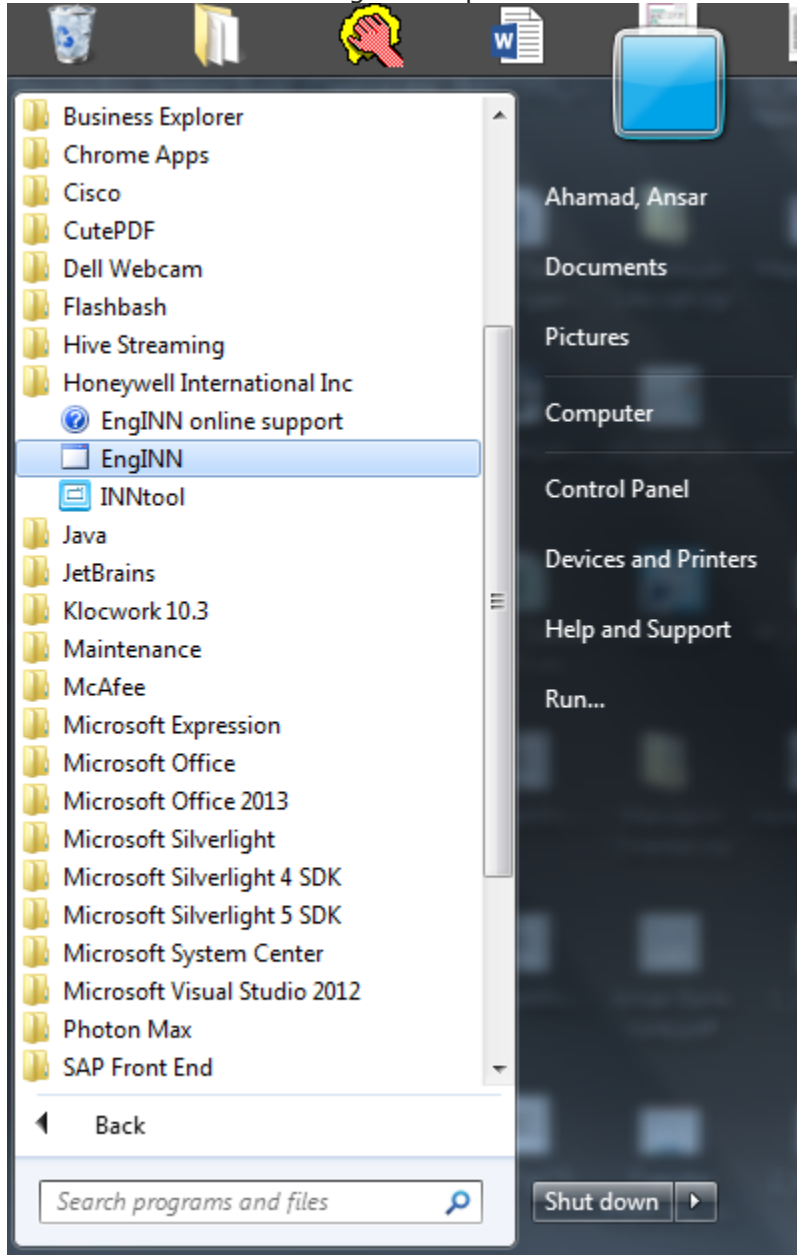 Business Explorer
Chrome Apps
Cisco
CutePDF
Dell Webcam
Flashbash
Hive Streaming
Honeywell International Inc
EngINN online support
EngINN
INNtool
Java
JetBrains
Klocwork 10.3
Maintenance
McAfee
Microsoft Expression
Microsoft Office
Microsoft Office 2013
Microsoft Silverlight
Microsoft Silverlight 4 SDK
Microsoft Silverlight 5 SDK
Microsoft System Center
Microsoft Visual Studio 2012
Photon Max
SAP Front End
Back
Search programs and files
Ahamad, Ansar
Documents
Pictures
Computer
Control Panel
Devices and Printers
Help and Support
Run...
Shut down